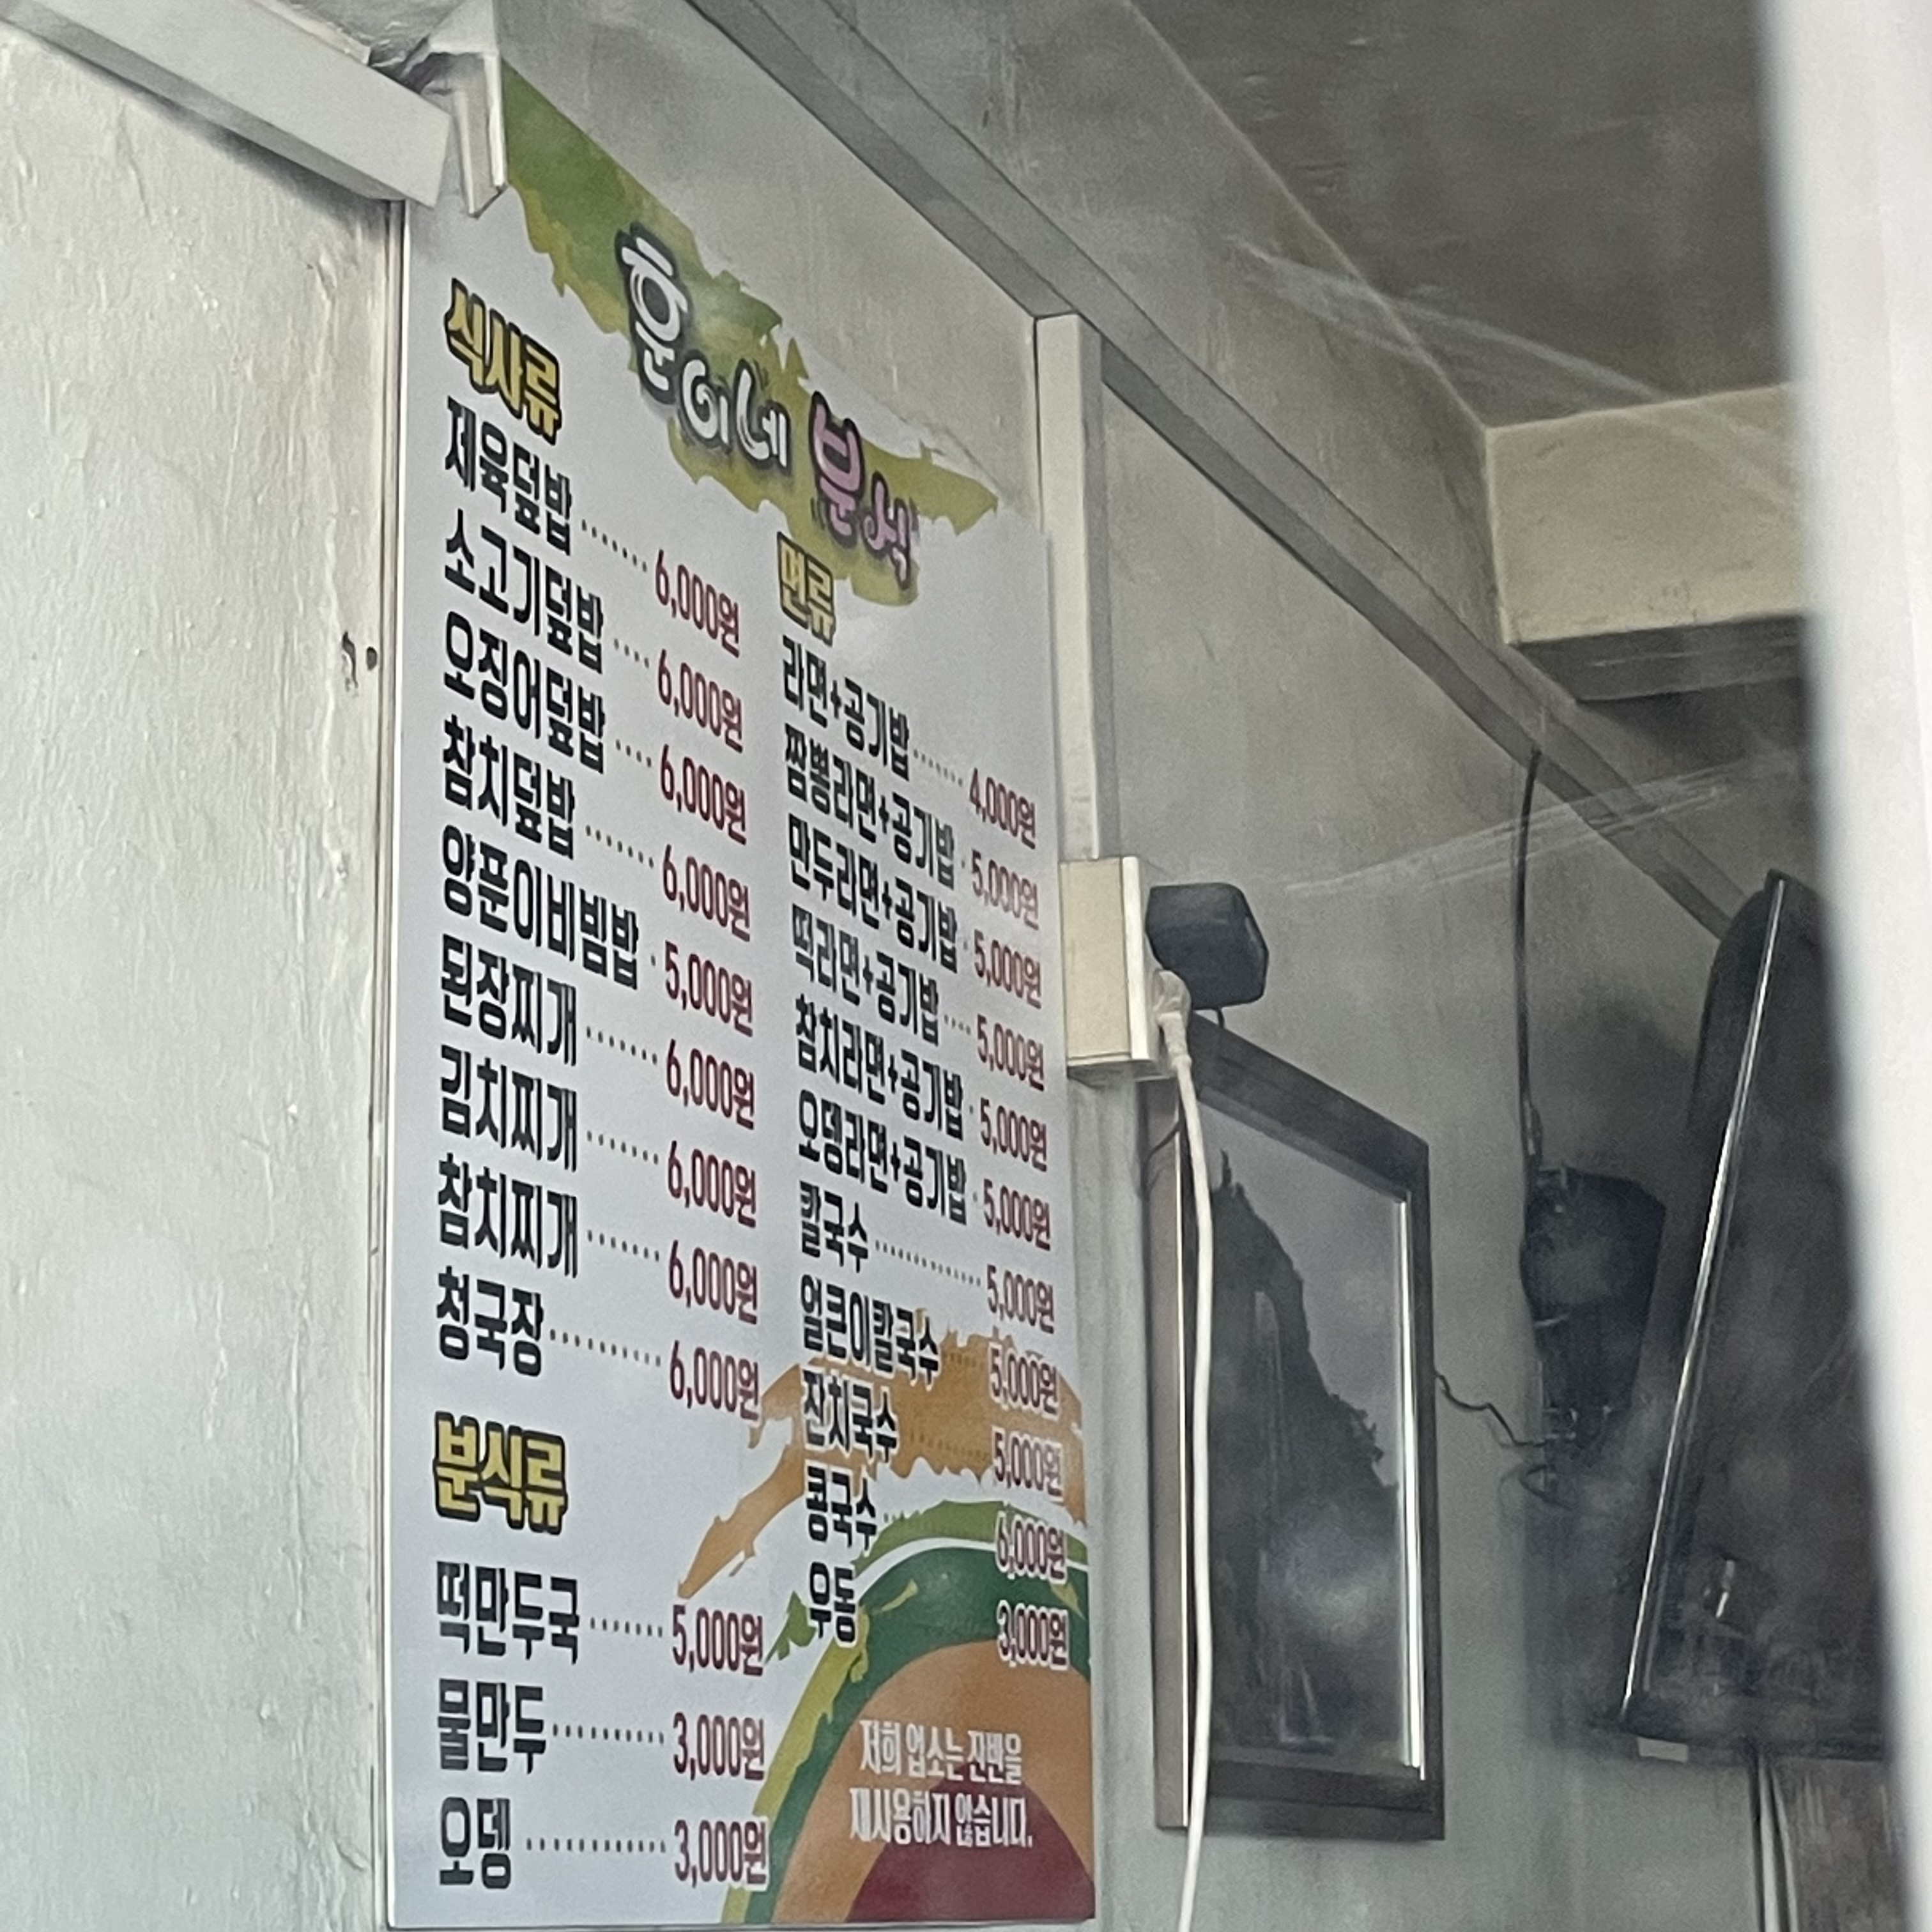 훈이네 분식
식사류
제육덮밥 ....... 6,000원
소고기덮밥 .... 6,000원
오징어덮밥 .... 6,000원
참치덮밥 ....... 6,000원
양푼이비빔밥 · 5,000원
된장찌개 ....... 6,000원
김치찌개 ....... 6,000원
참치찌개 ....... 6,000원
청국장 .......... 6,000원
분식류
떡만두국 ....... 5,000원
물만두 .......... 3,000원
오뎅 ............. 3,000원
면류
라면+공기밥 ....... 4,000원
짬뽕라면+공기밥 · 5,000원
만두라면+공기밥 · 5,000원
떡라면+공기밥 .... 5,000원
참치라면+공기밥 · 5,000원
오뎅라면+공기밥 · 5,000원
칼국수 ............. 5,000원
얼큰이칼국수 ..... 5,000원
잔치국수 .......... 5,000원
콩국수 ............. 6,000원
우동 3,000원
저희 업소는 잔반을
재사용하지 않습니다.